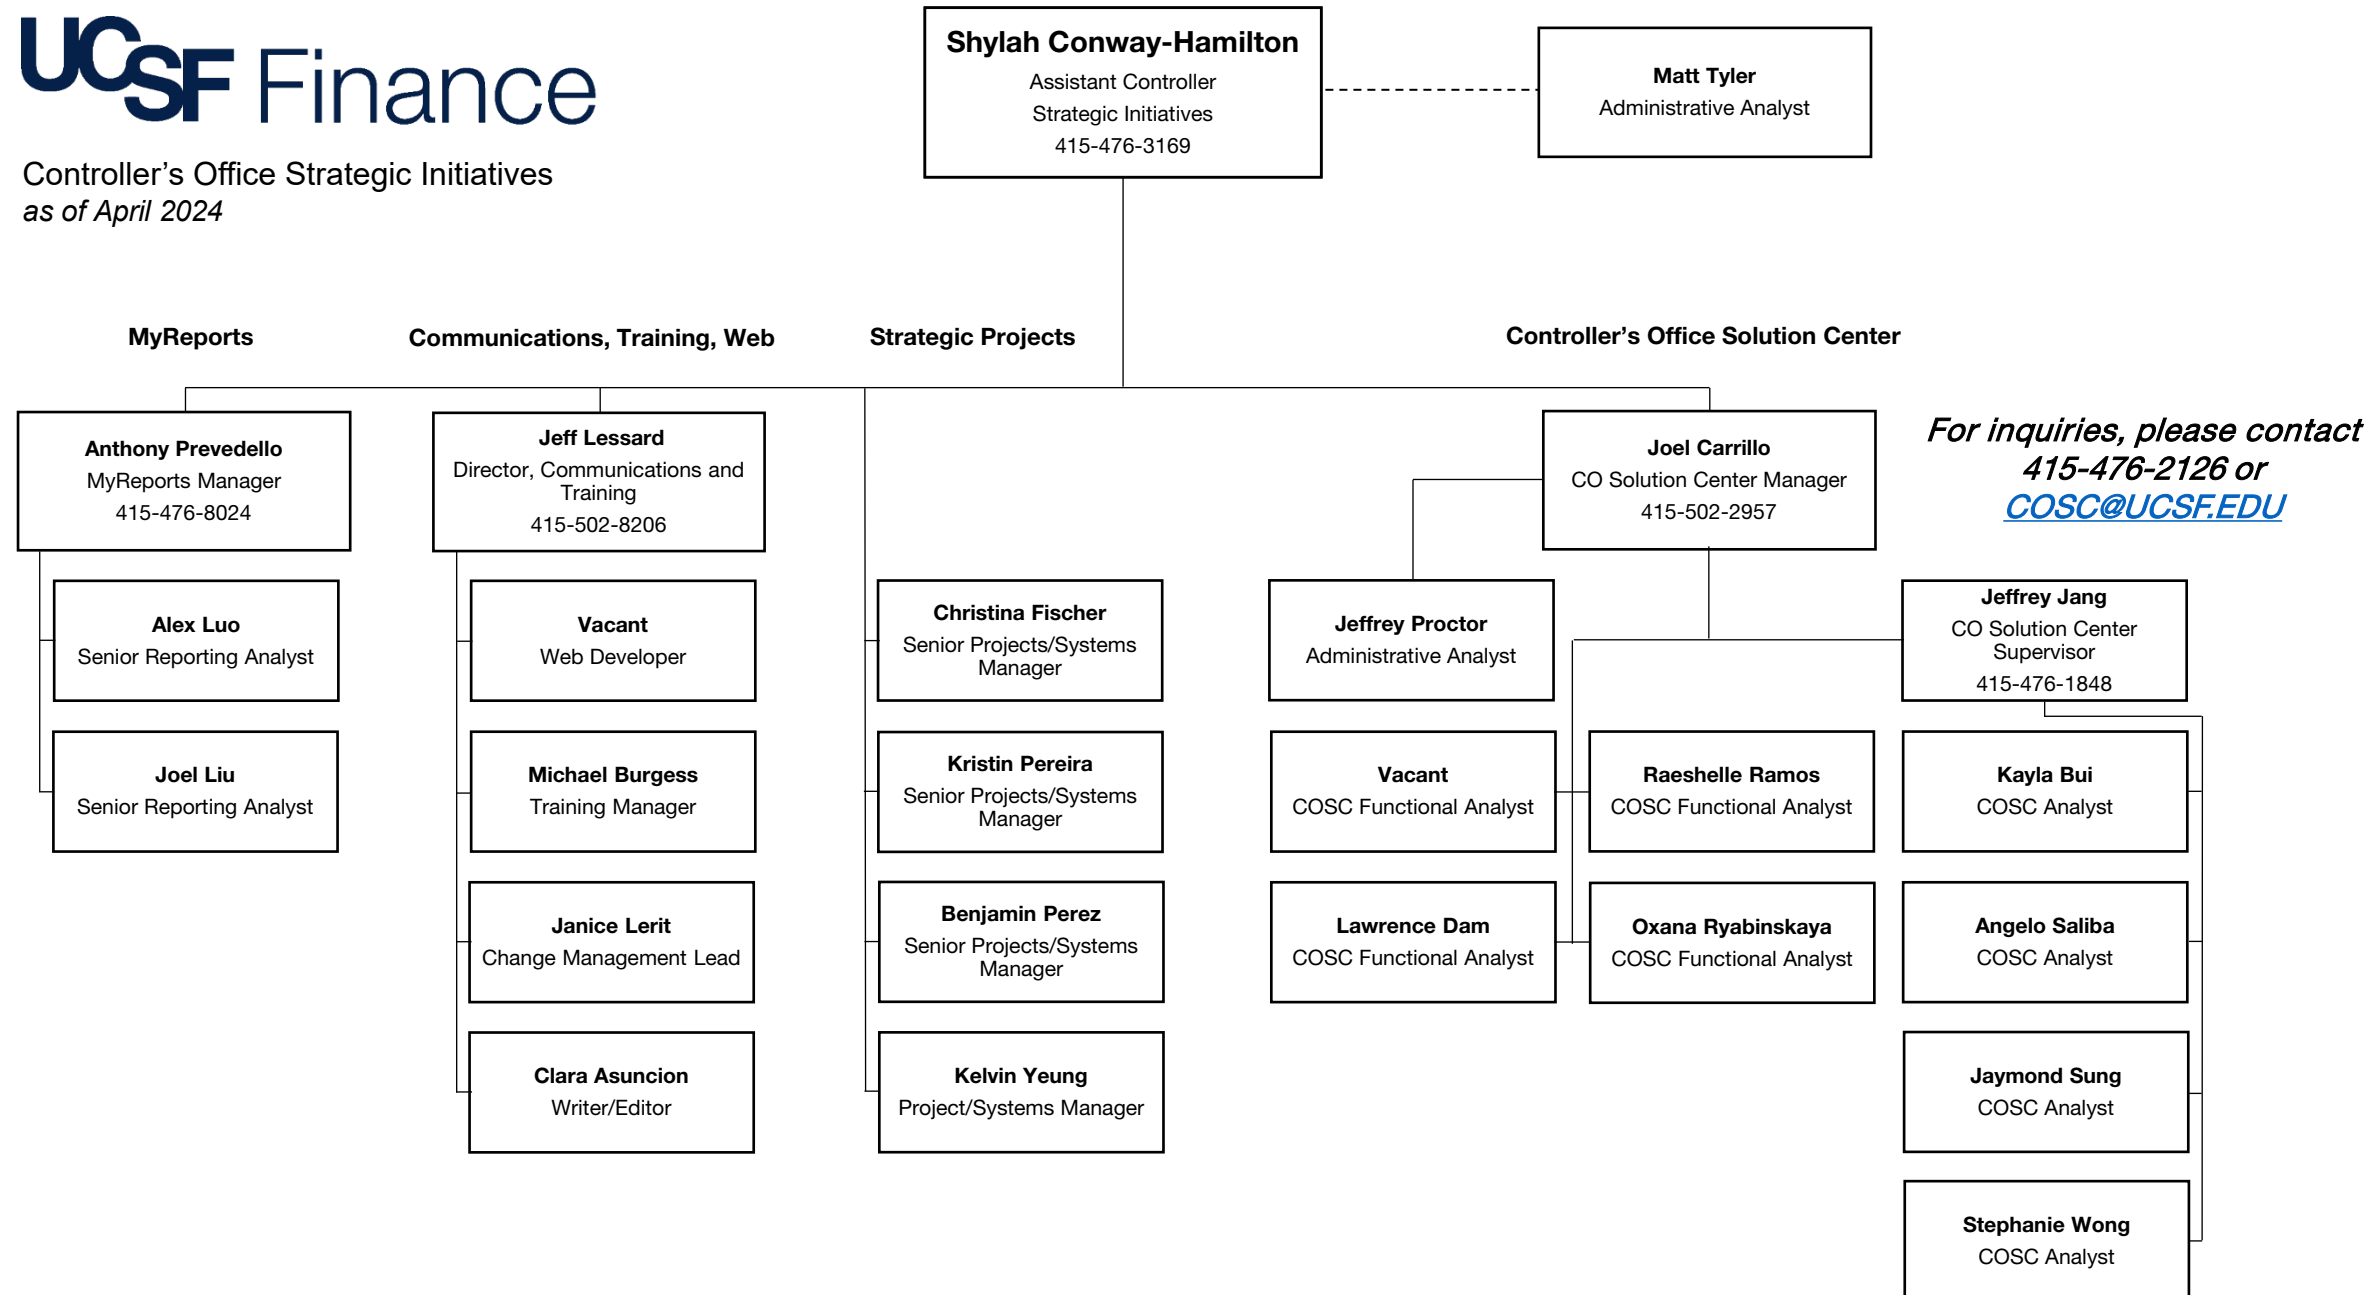 UCSF Finance
Controller's Office Strategic Initiatives
as of April 2024
Shylah Conway-Hamilton
Assistant Controller
Strategic Initiatives
415-476-3169
Matt Tyler
Administrative Analyst
MyReports
Communications, Training, Web
Strategic Projects
Controller's Office Solution Center
Anthony Prevedello
MyReports Manager
415-476-8024
Jeff Lessard
Director, Communications and
Training
415-502-8206
Joel Carrillo
CO Solution Center Manager
415-502-2957
For inquiries, please contact
415-476-2126 or
COSC@UCSF.EDU
Alex Luo
Senior Reporting Analyst
Joel Liu
Senior Reporting Analyst
Vacant
Web Developer
Michael Burgess
Training Manager
Janice Lerit
Change Management Lead
Clara Asuncion
Writer/Editor
Christina Fischer
Senior Projects/Systems
Manager
Kristin Pereira
Senior Projects/Systems
Manager
Benjamin Perez
Senior Projects/Systems
Manager
Kelvin Yeung
Project/Systems Manager
Jeffrey Proctor
Administrative Analyst
Vacant
COSC Functional Analyst
Lawrence Dam
COSC Functional Analyst
Raeshelle Ramos
COSC Functional Analyst
Oxana Ryabinskaya
COSC Functional Analyst
Jeffrey Jang
CO Solution Center
Supervisor
415-476-1848
Kayla Bui
COSC Analyst
Angelo Saliba
COSC Analyst
Jaymond Sung
COSC Analyst
Stephanie Wong
COSC Analyst